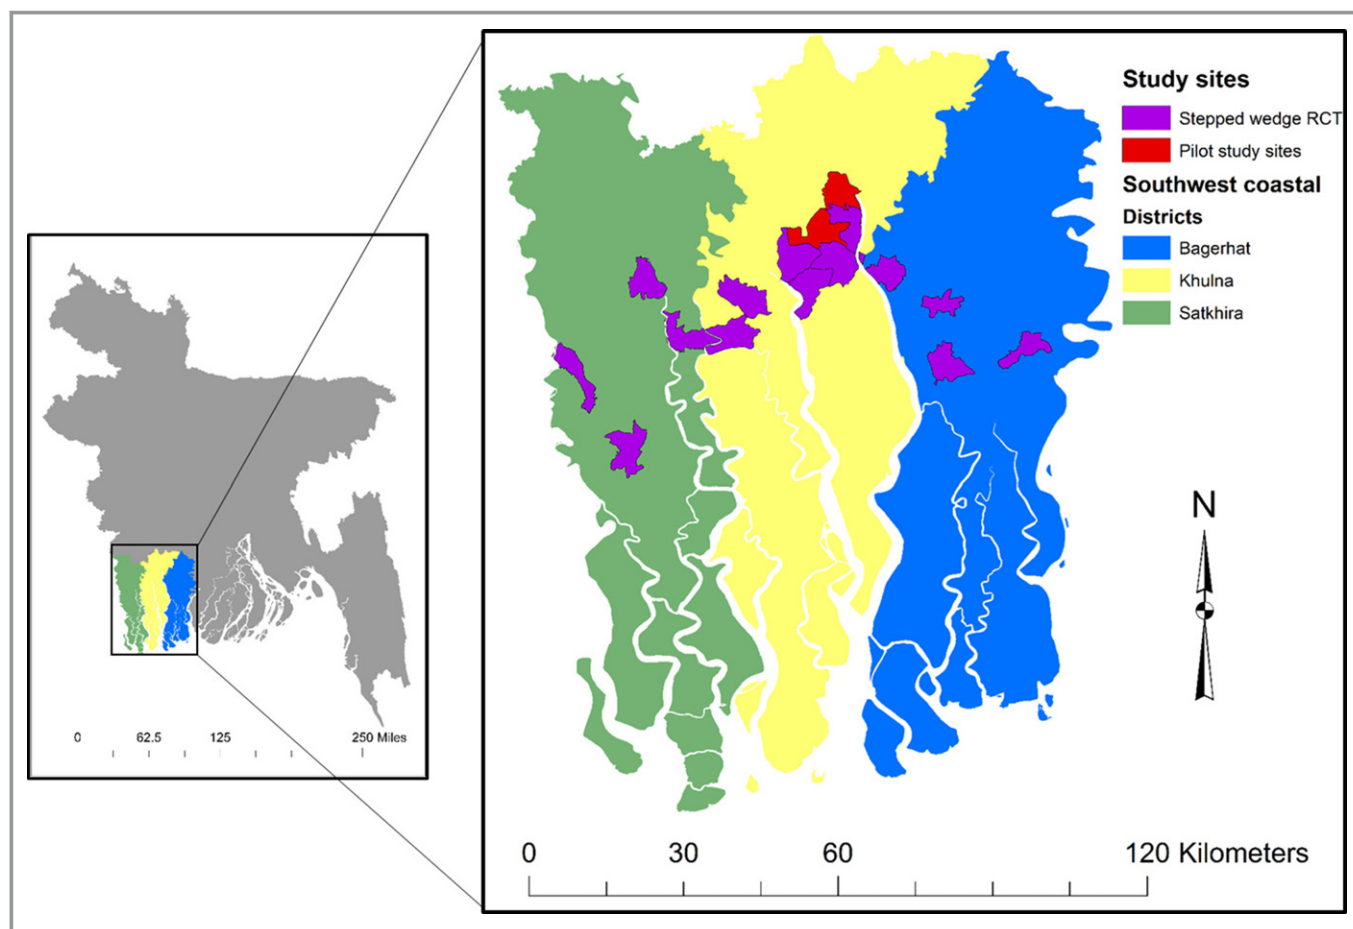 Study sites
Stepped wedge RCT
Pilot study sites
Southwest coastal
Districts
Bagerhat
Khulna
Satkhira
N
0 62.5 125 250 Miles
0 30 60 120 Kilometers